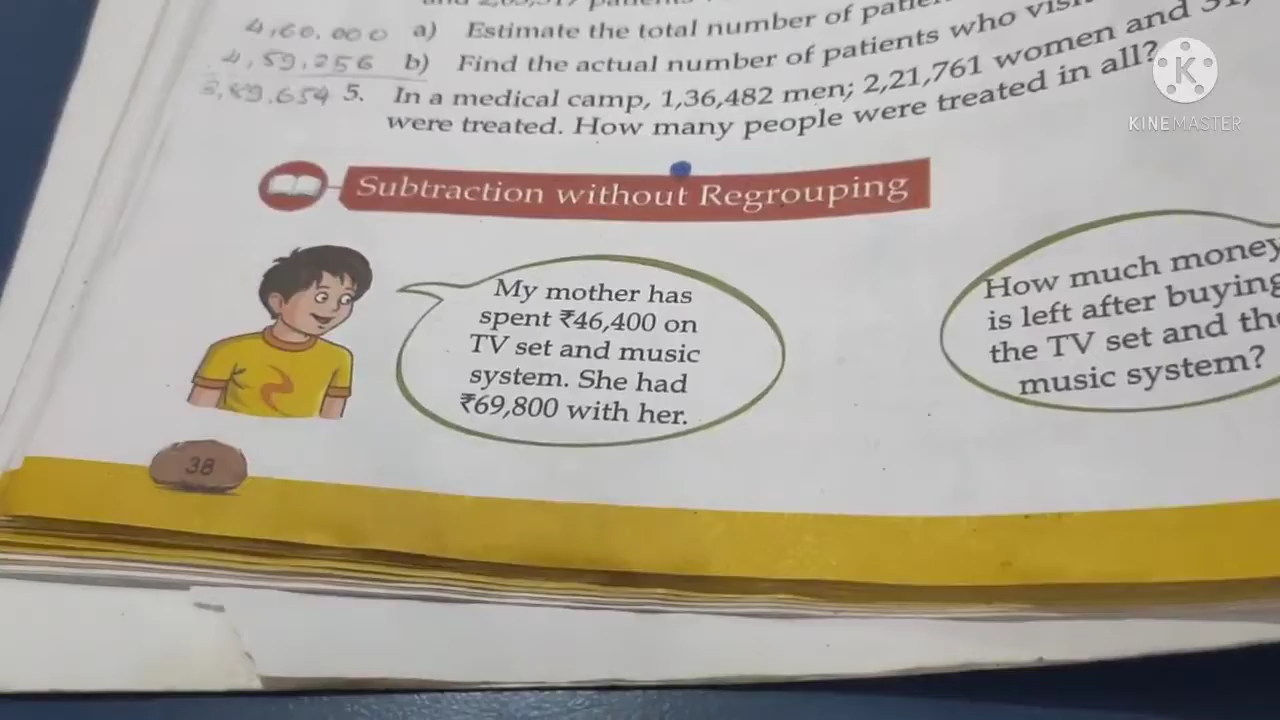 4,60,000 a) Estimate the total number of
4,59,256 b) Find the actual number of patients who
3,89,654 5. In a medical camp, 1,36,482 men; 2,21,761 women and
were treated. How many people were treated in all?
KINEMASTER
Subtraction without Regrouping
My mother has
spent ₹46,400 on
TV set and music
system. She had
₹69,800 with her.
How much money
is left after buying
the TV set and the
music system?
38